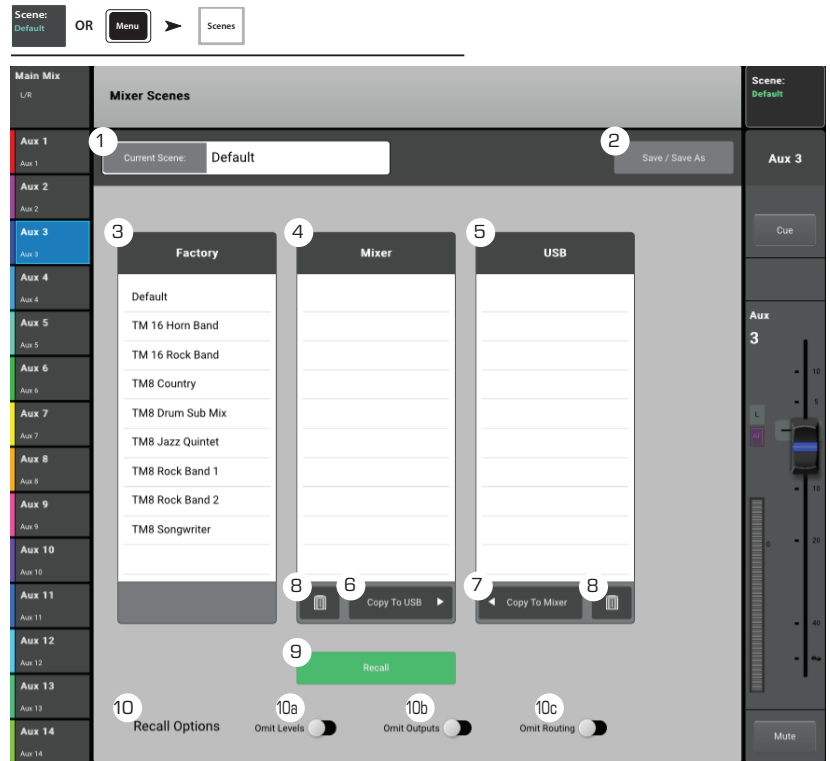 Scene:
Default
OR
Menu
Scenes
Main Mix
L/R
Mixer Scenes
Scene:
Default
Aux 1
Aux 1
Aux 2
Aux 2
Aux 3
Aux 3
Aux 4
Aux 4
Aux 5
Aux 5
Aux 6
Aux 6
Aux 7
Aux 7
Aux 8
Aux 8
Aux 9
Aux 9
Aux 10
Aux 10
Aux 11
Aux 11
Aux 12
Aux 12
Aux 13
Aux 13
Aux 14
Aux 14
1
Current Scene:
Default
2
Save / Save As
3
Factory
Default
TM 16 Horn Band
TM 16 Rock Band
TM8 Country
TM8 Drum Sub Mix
TM8 Jazz Quintet
TM8 Rock Band 1
TM8 Rock Band 2
TM8 Songwriter
4
Mixer
5
USB
8
6
Copy To USB
7
Copy To Mixer
8
9
Recall
10
Recall Options
10a
Omit Levels
10b
Omit Outputs
10c
Omit Routing
Aux 3
Cue
Aux
3
10
5
L
10
20
40
Mute